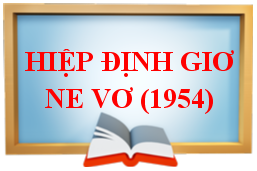 HIỆP ĐỊNH GIƠ
NE VƠ (1954)